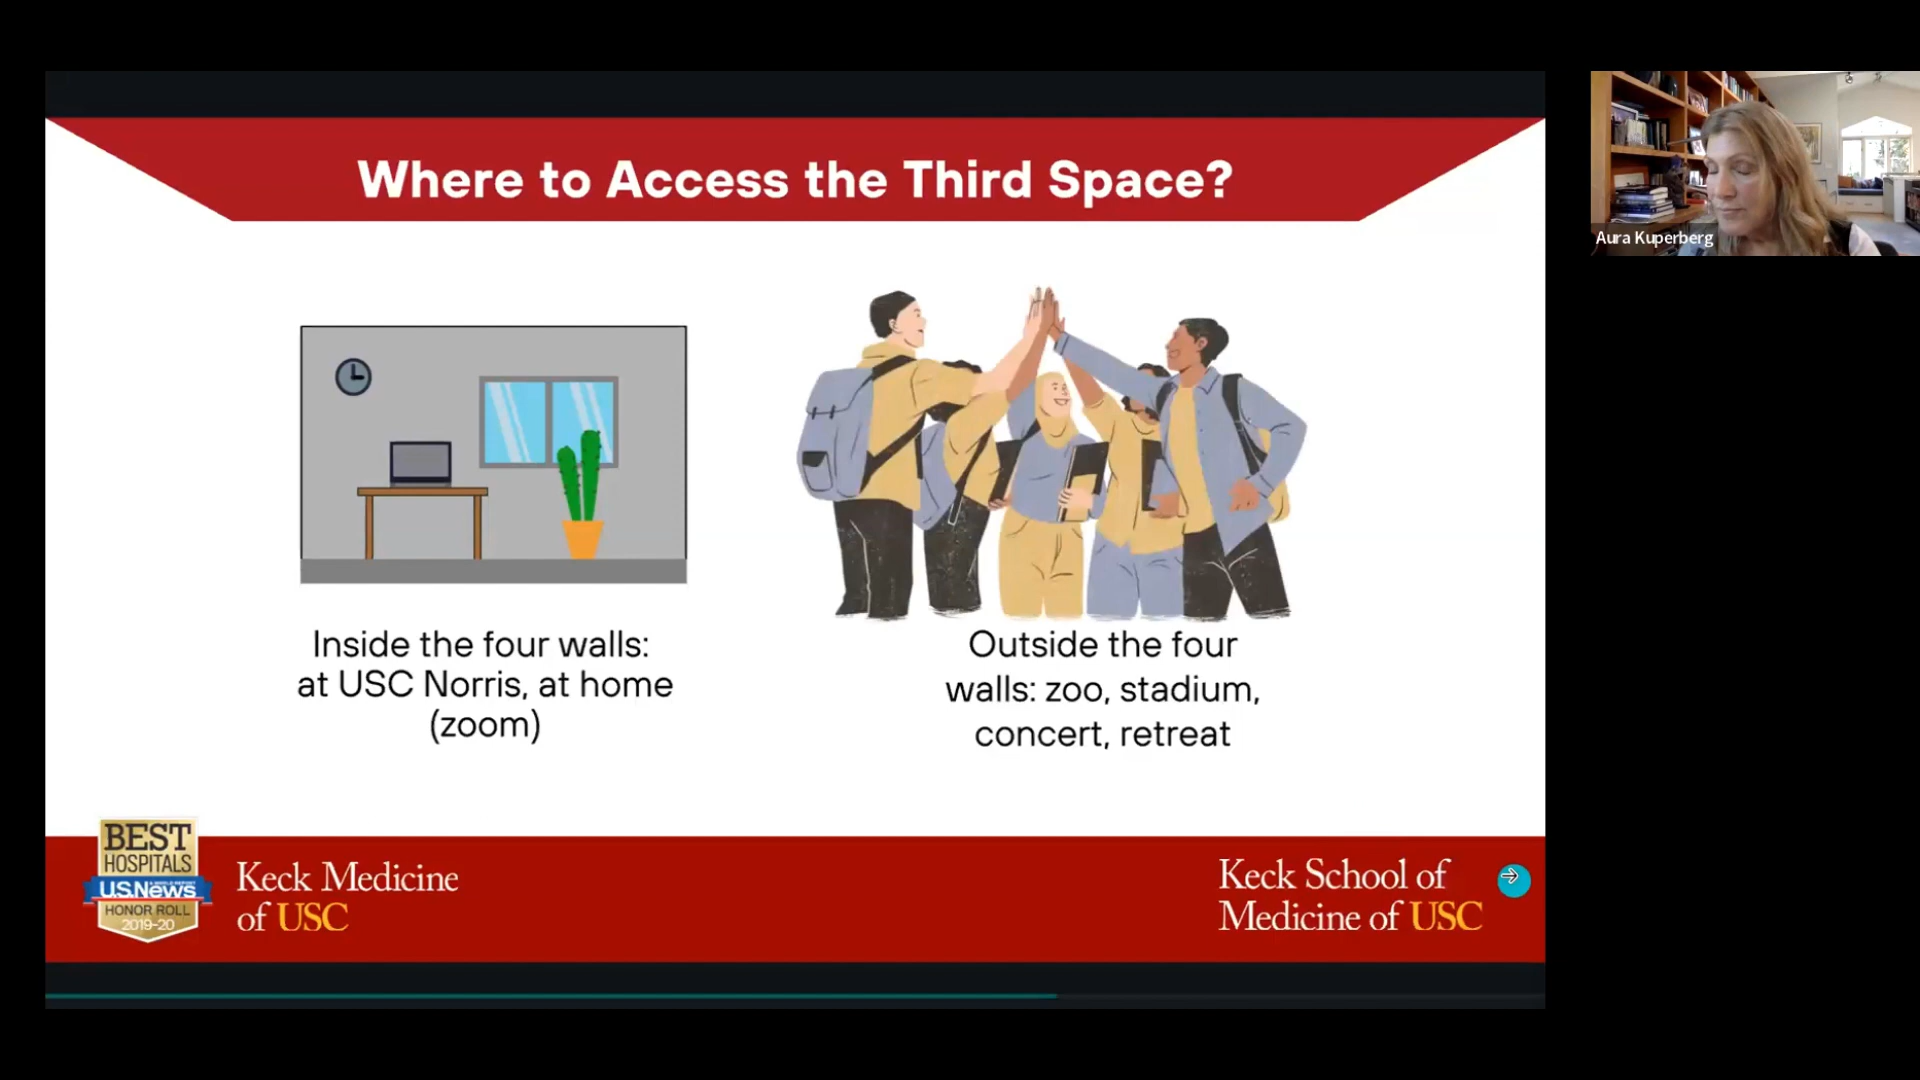 Where to Access the Third Space?
Aura Kuperberg
Inside the four walls:
at USC Norris, at home
(zoom)
Outside the four
walls: zoo, stadium,
concert, retreat
BEST
HOSPITALS
U.S.News
HONOR ROLL
2019-20
Keck Medicine
of USC
Keck School of
Medicine of USC